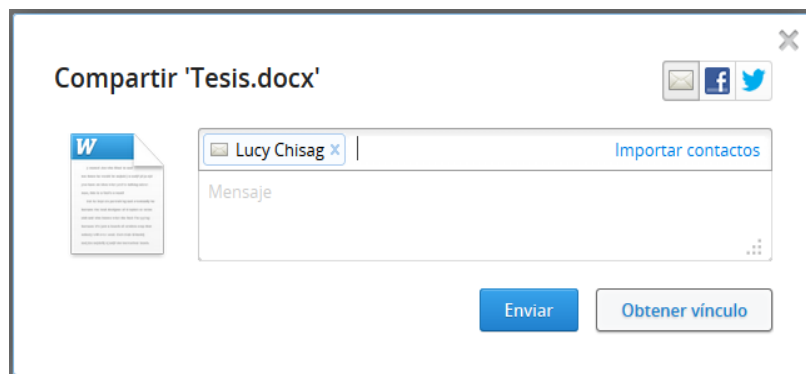 Compartir 'Tesis.docx'
W
Lucy Chisag x
Importar contactos
Mensaje
Enviar
Obtener vínculo